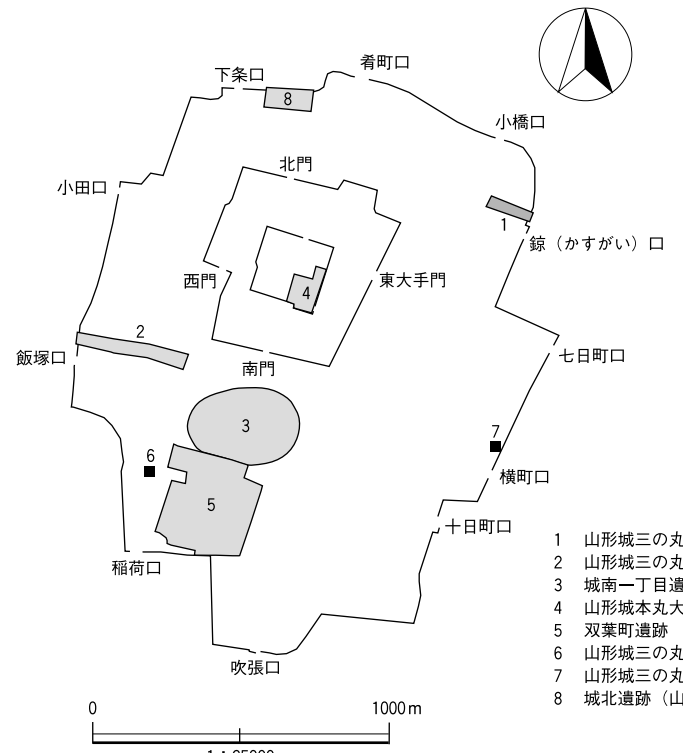 下条口
肴町口
8
小橋口
北門
小田口
1
鍄（かすがい）口
西門
4
東大手門
2
飯塚口
南門
七日町口
3
7
6
横町口
5
十日町口
稲荷口
吹張口
1 山形城三の丸
2 山形城三の丸
3 城南一丁目遺
4 山形城本丸大
5 双葉町遺跡
6 山形城三の丸
7 山形城三の丸
8 城北遺跡（山
0 1000m